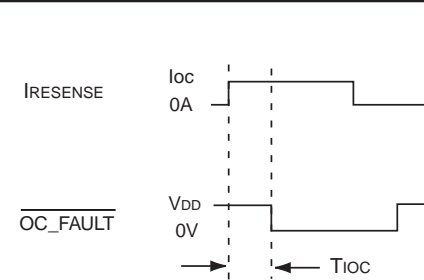 IRESENSE
Ioc
0A
OC_FAULT
VDD
0V
TIOC